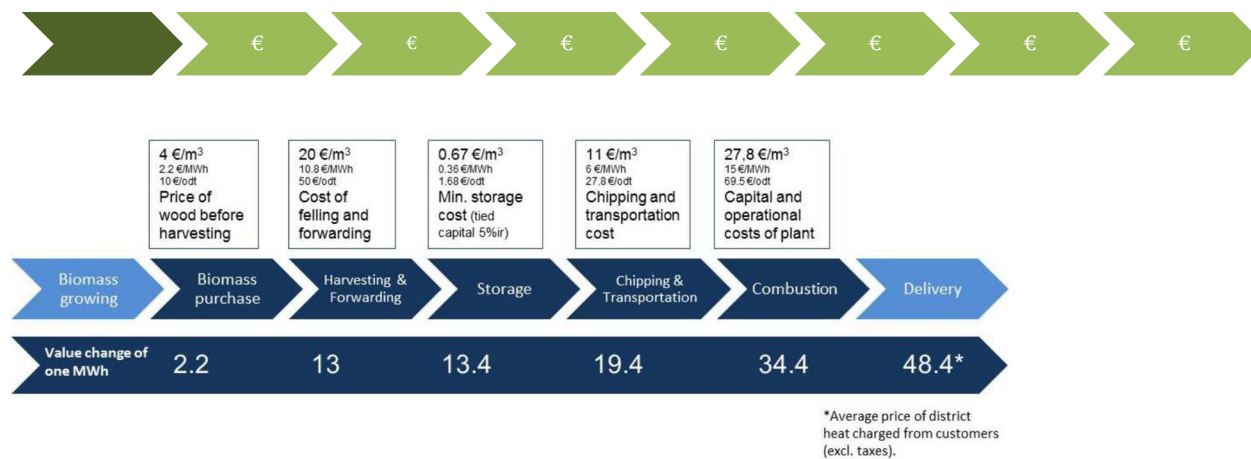 € € € € € € €
4 €/m³
2.2 €/MWh
10 €/odt
Price of
wood before
harvesting
20 €/m³
10.8 €/MWh
50 €/odt
Cost of
felling and
forwarding
0.67 €/m³
0.36 €/MWh
1.68 €/odt
Min. storage
cost (tied
capital 5%ir)
11 €/m³
6 €/MWh
27.8 €/odt
Chipping and
transportation
cost
27,8 €/m³
15 €/MWh
69.5 €/odt
Capital and
operational
costs of plant
Biomass
growing
Biomass
purchase
Harvesting &
Forwarding
Storage
Chipping &
Transportation
Combustion
Delivery
Value change of
one MWh
2.2 13 13.4 19.4 34.4 48.4*
*Average price of district
heat charged from customers
(excl. taxes).